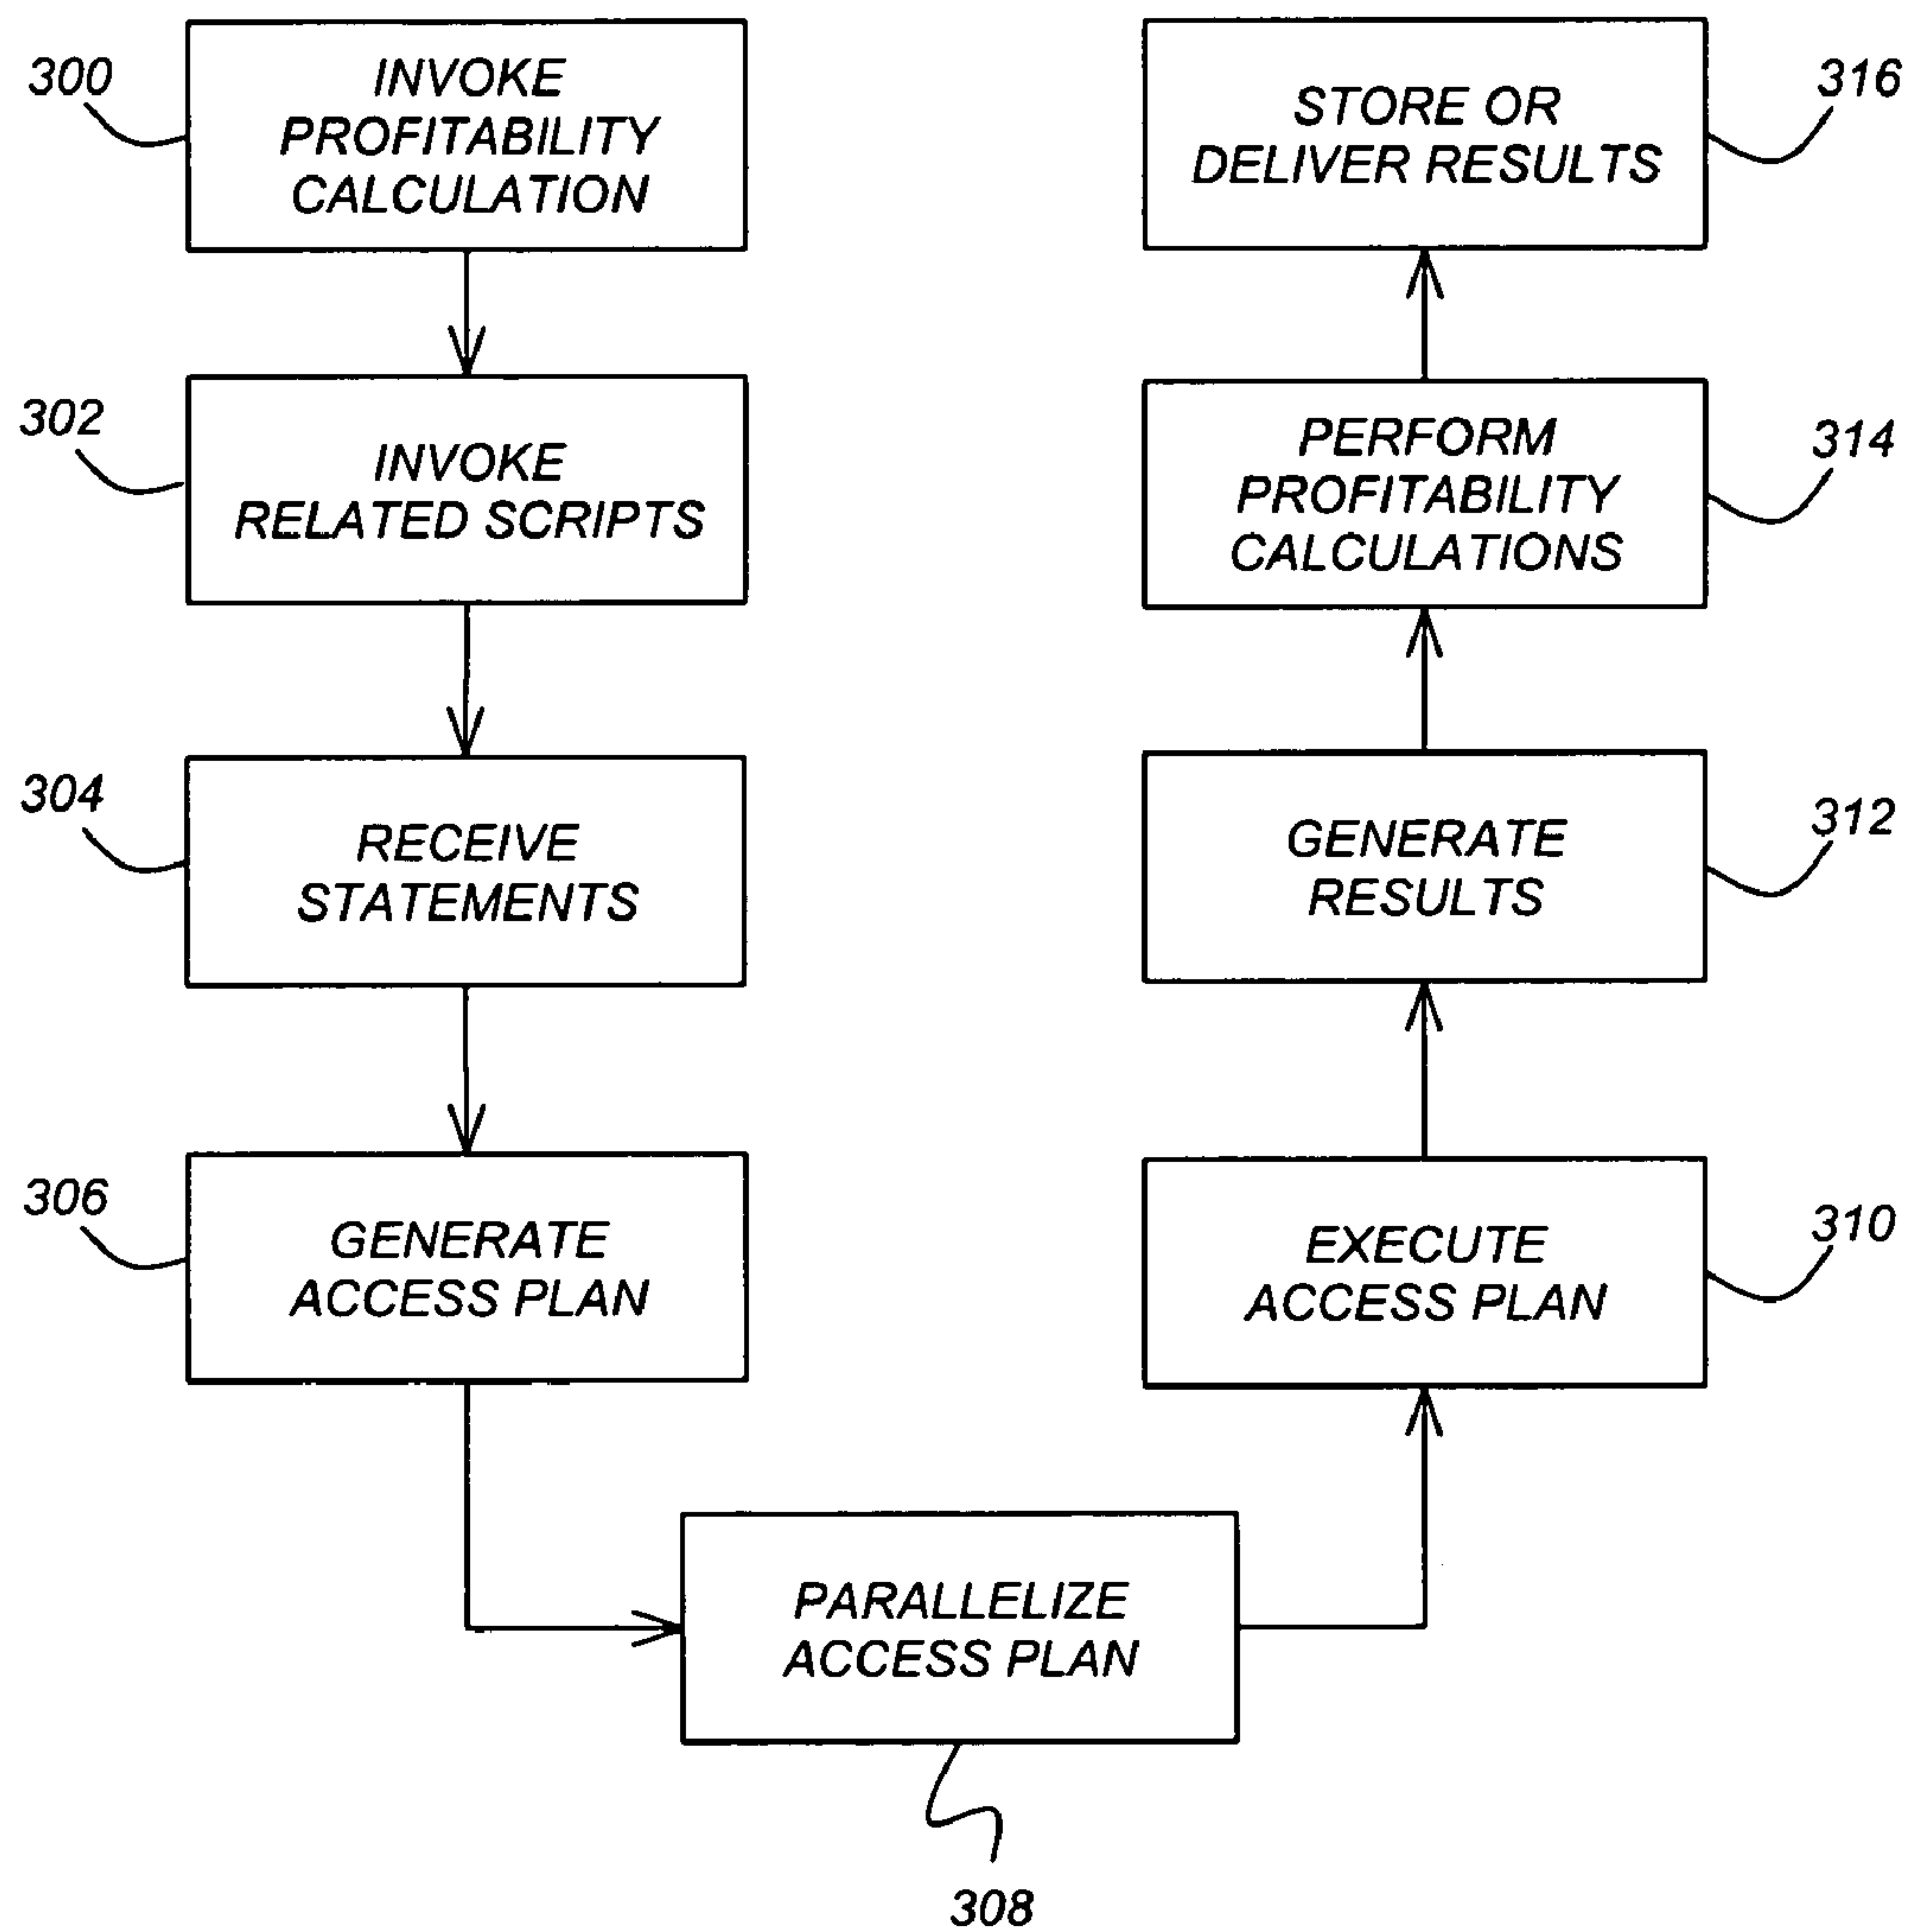 300
INVOKE
PROFITABILITY
CALCULATION
302
INVOKE
RELATED SCRIPTS
304
RECEIVE
STATEMENTS
306
GENERATE
ACCESS PLAN
PARALLELIZE
ACCESS PLAN
308
EXECUTE
ACCESS PLAN
310
GENERATE
RESULTS
312
PERFORM
PROFITABILITY
CALCULATIONS
314
STORE OR
DELIVER RESULTS
316